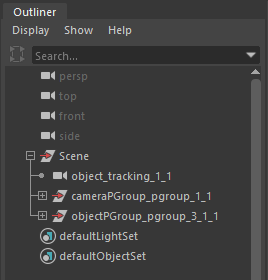 Outliner
Display Show Help
Search...
persp
top
front
side
Scene
object_tracking_1_1
cameraPGroup_pgroup_1_1
objectPGroup_pgroup_3_1_1
defaultLightSet
defaultObjectSet